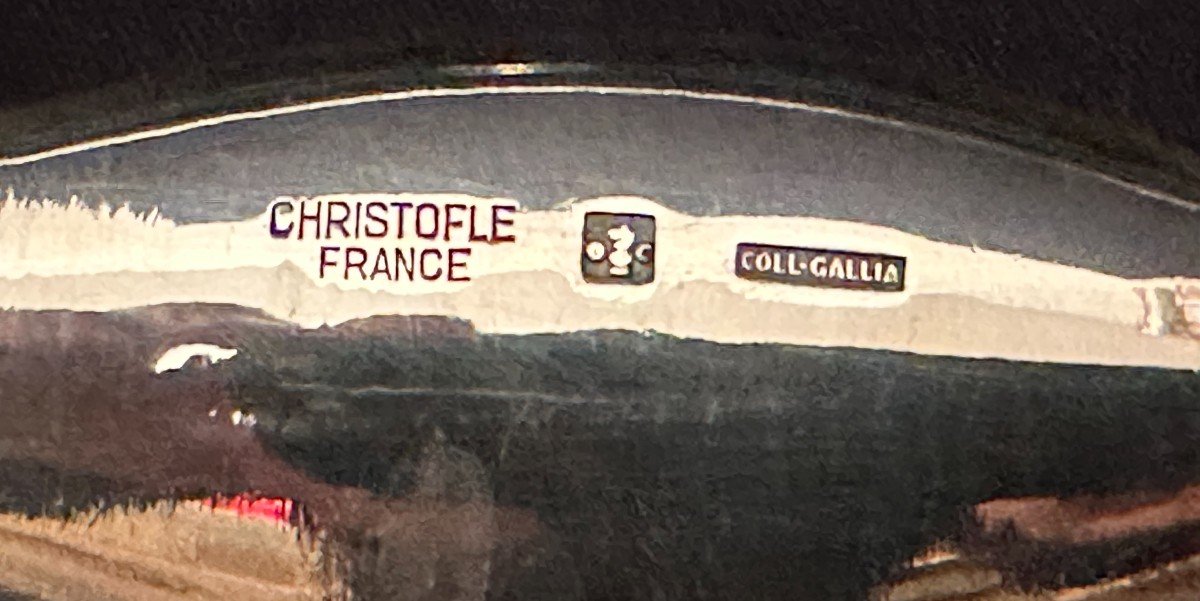 CHRISTOFLE
FRANCE
O C
COLL-GALLIA